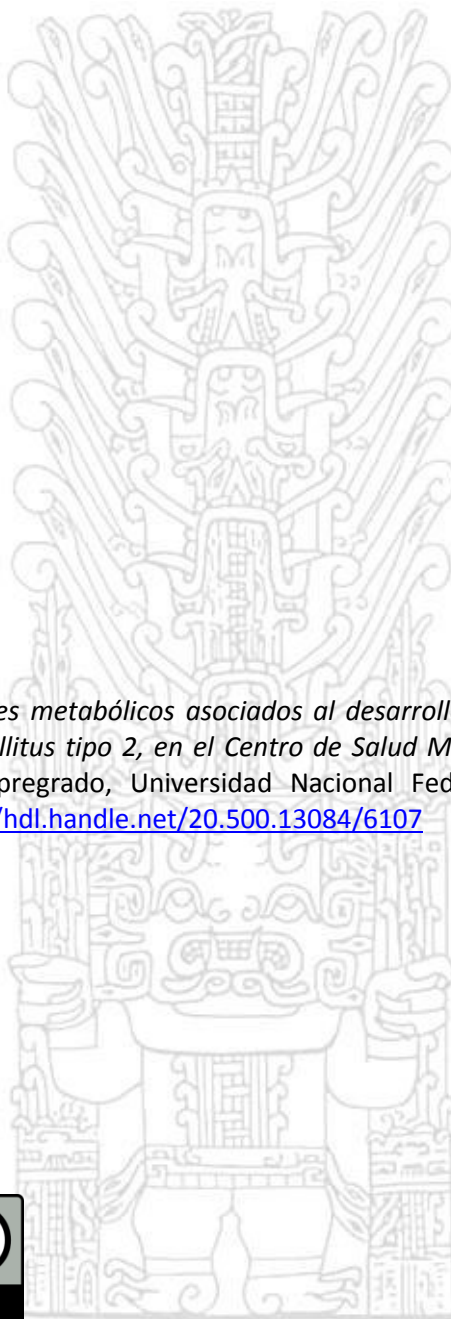 es metabólicos asociados al desarroll
llitus tipo 2, en el Centro de Salud M
pregrado, Universidad Nacional Fed
/hdl.handle.net/20.500.13084/6107